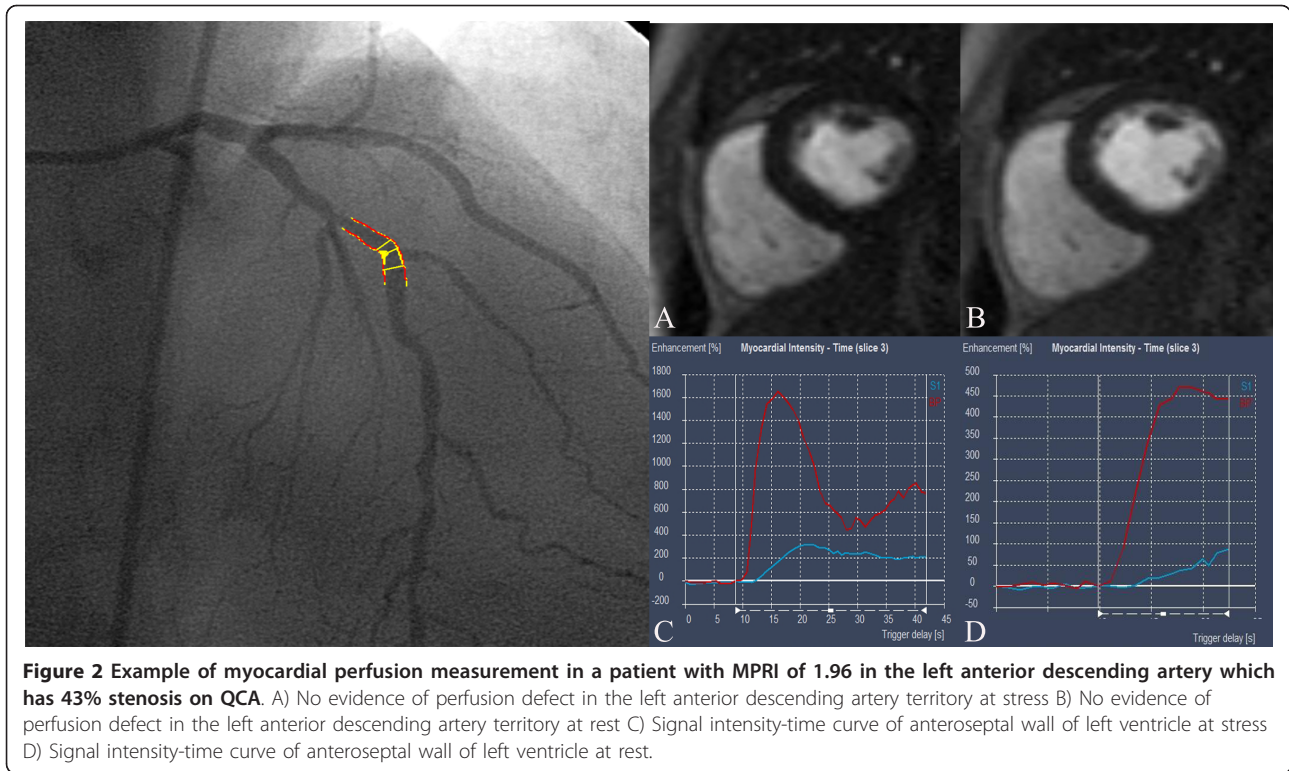 A
B
Enhancement [%] Myocardial Intensity - Time (slice 3)
1800
1600
1400
1200
1000
800
600
400
200
0
-200
S1
0 5 10 15 20 25 30 35 40 45
C
Trigger delay [s]
Enhancement [%] Myocardial Intensity - Time (slice 3)
500
450
400
350
300
250
200
150
100
50
0
-50
S1
D
Trigger delay [s]
Figure 2 Example of myocardial perfusion measurement in a patient with MPRI of 1.96 in the left anterior descending artery which
has 43% stenosis on QCA. A) No evidence of perfusion defect in the left anterior descending artery territory at stress B) No evidence of
perfusion defect in the left anterior descending artery territory at rest C) Signal intensity-time curve of anteroseptal wall of left ventricle at stress
D) Signal intensity-time curve of anteroseptal wall of left ventricle at rest.